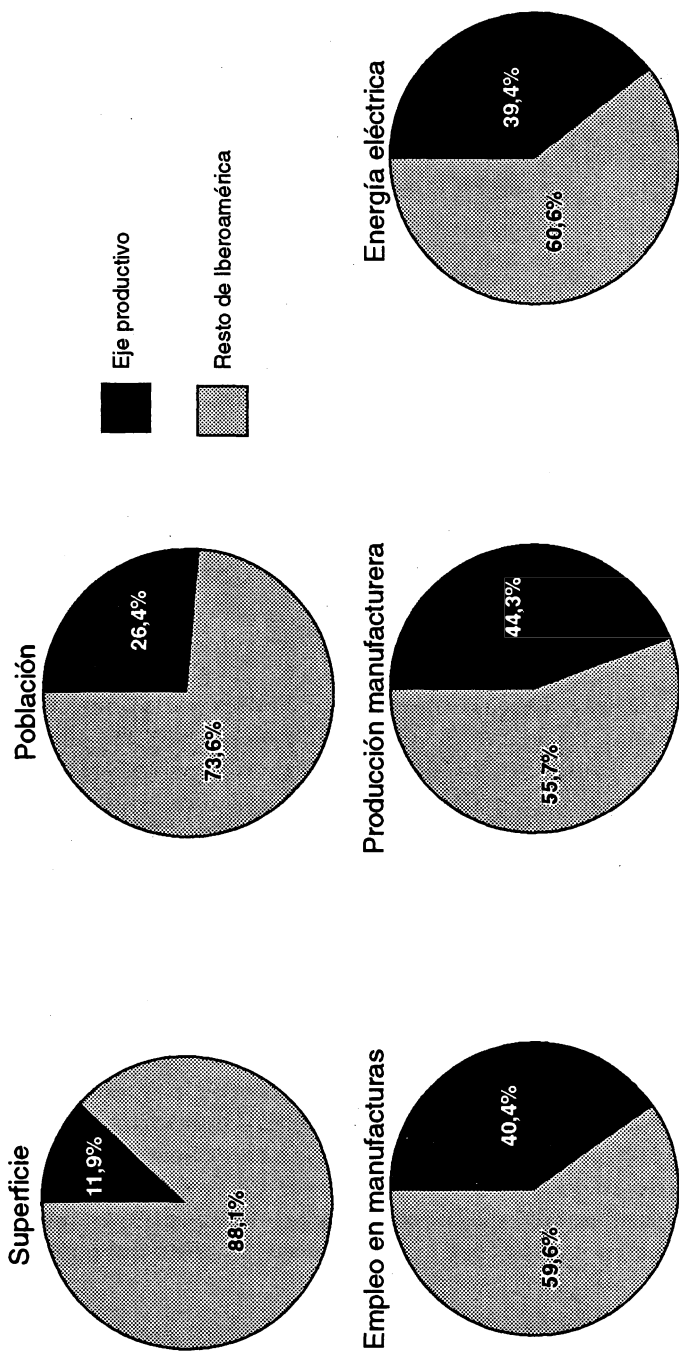 Superficie
11,9%
88,1%
Población
26,4%
73,6%
Eje productivo
Resto de Iberoamérica
Empleo en manufacturas
40,4%
59,6%
Producción manufacturera
44,3%
55,7%
Energía eléctrica
39,4%
60,6%